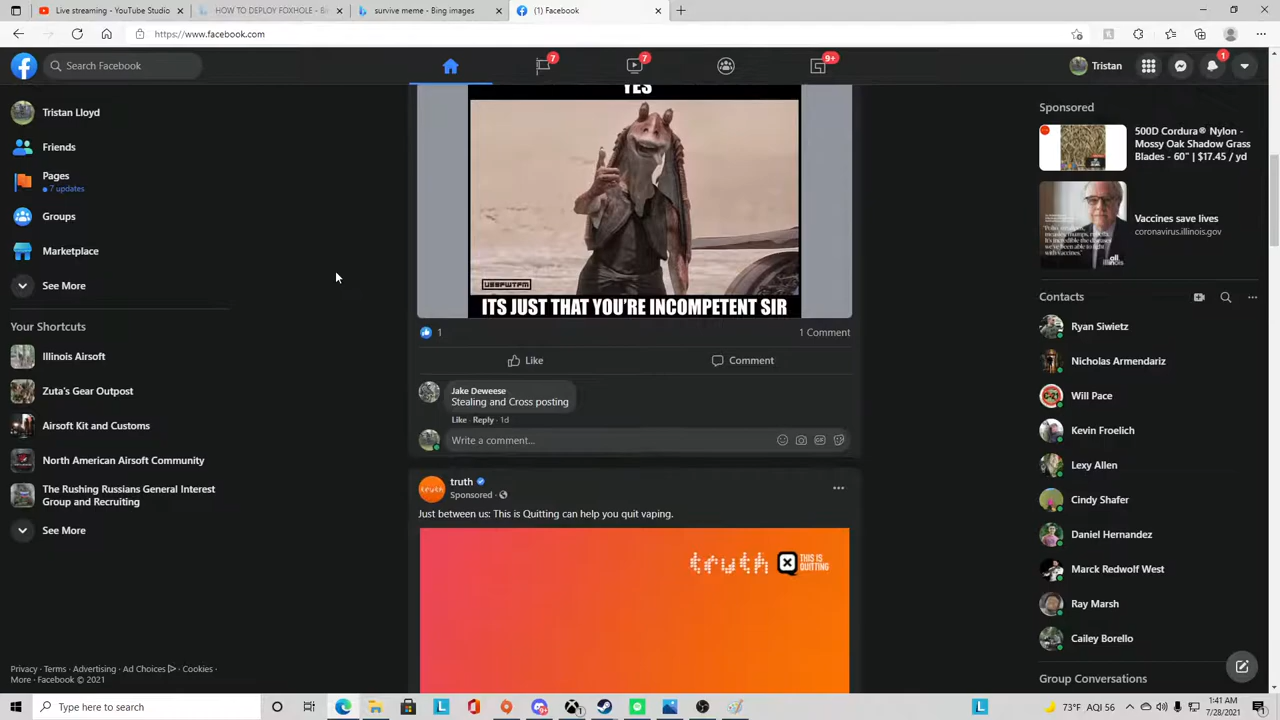 Live streaming - YouTube Studio
HOW TO DEPLOY FOXHOLE - Bi
survive meme - Bing images
(1) Facebook
https://www.facebook.com
Search Facebook
7
7
9+
Tristan
1
Tristan Lloyd
Friends
Pages
7 updates
Groups
Marketplace
See More
Your Shortcuts
Illinois Airsoft
Zuta's Gear Outpost
Airsoft Kit and Customs
North American Airsoft Community
The Rushing Russians General Interest
Group and Recruiting
See More
Privacy · Terms · Advertising · Ad Choices · Cookies ·
More · Facebook © 2021
YES
USEPWTFM
ITS JUST THAT YOU'RE INCOMPETENT SIR
1
1 Comment
Like
Comment
Jake Deweese
Stealing and Cross posting
Like · Reply · 1d
Write a comment...
GIF
truth
Sponsored ·
Just between us: This is Quitting can help you quit vaping.
truth
THIS IS
QUITTING
Sponsored
500D Cordura® Nylon -
Mossy Oak Shadow Grass
Blades - 60" | $17.45 / yd
Vaccines save lives
coronavirus.illinois.gov
all
ILLINOIS
Contacts
Ryan Siwietz
Nicholas Armendariz
Will Pace
Kevin Froelich
Lexy Allen
Cindy Shafer
Daniel Hernandez
Marck Redwolf West
Ray Marsh
Cailey Borello
Group Conversations
Type here to search
73°F AQI 56
1:41 AM
7/28/2021